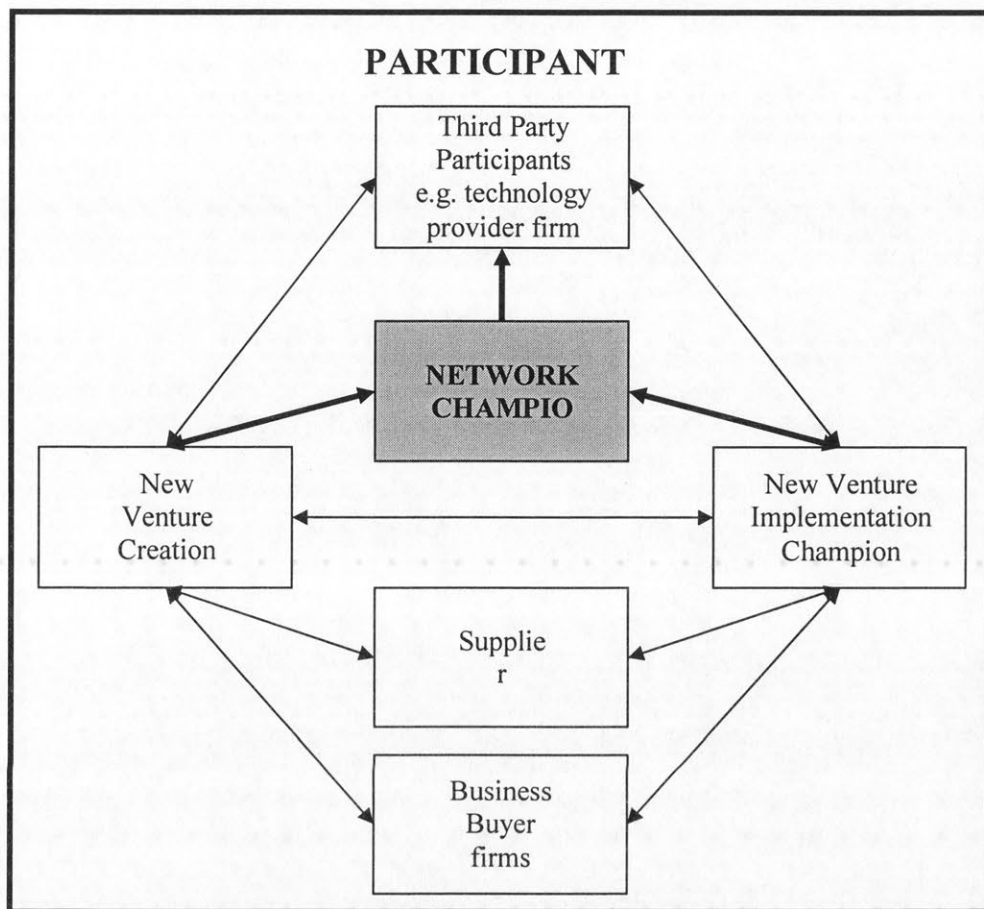 PARTICIPANT
Third Party
Participants
e.g. technology
provider firm
NETWORK
CHAMPIO
New
Venture
Creation
New Venture
Implementation
Champion
Supplie
r
Business
Buyer
firms